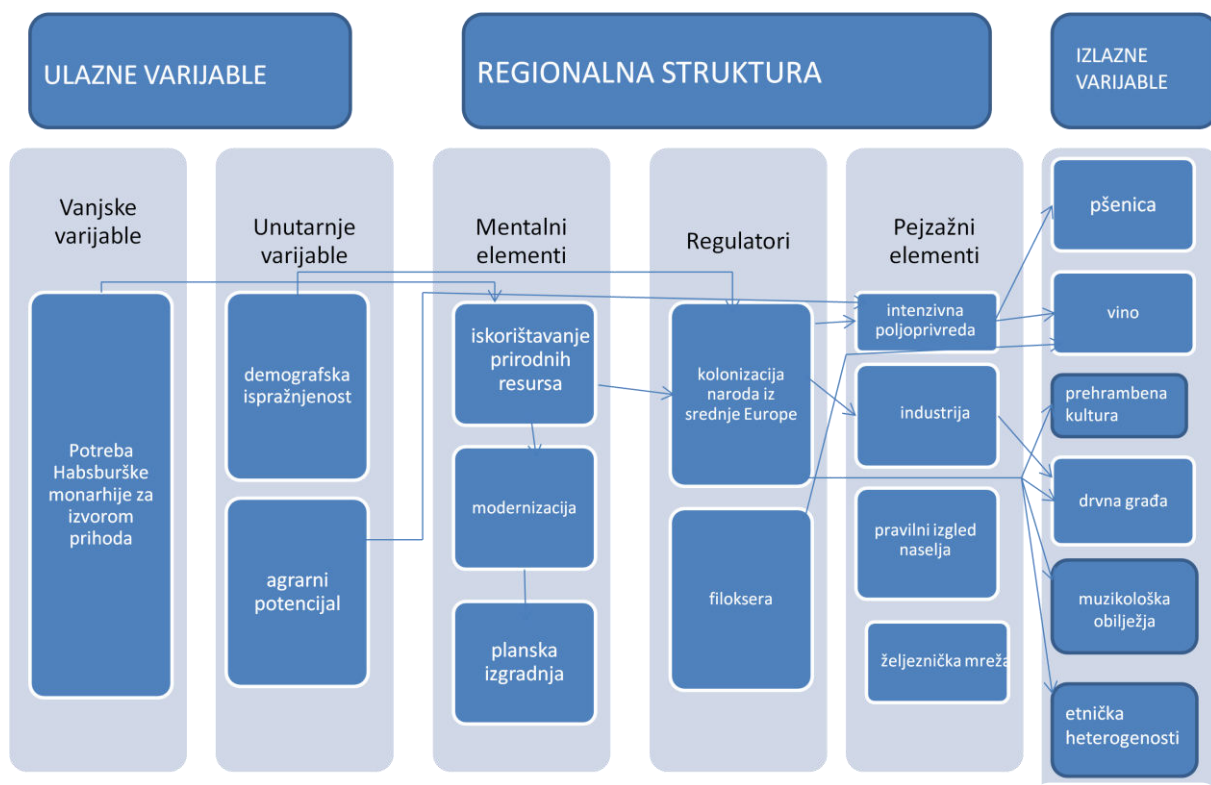 ULAZNE VARIJABLE
REGIONALNA STRUKTURA
IZLAZNE
VARIJABLE
Vanjske
varijable
Potreba
Habsburške
monarhije za
izvorom
prihoda
Unutarnje
varijable
demografska
ispražnjenost
agrarni
potencijal
Mentalni
elementi
iskorištavanje
prirodnih
resursa
modernizacija
planska
izgradnja
Regulatori
kolonizacija
naroda iz
srednje Europe
filoksera
Pejzažni
elementi
intenzivna
poljoprivreda
industrija
pravilni izgled
naselja
željeznička mreža
pšenica
vino
prehrambena
kultura
drvna građa
muzikološka
obilježja
etnička
heterogenosti